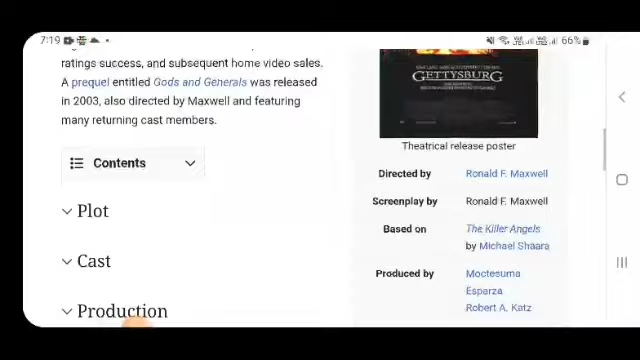 7:19
66%
ratings success, and subsequent home video sales.
A prequel entitled Gods and Generals was released
in 2003, also directed by Maxwell and featuring
many returning cast members.
Contents
Plot
Cast
Production
GETTYSBURG
Theatrical release poster
Directed by Ronald F. Maxwell
Screenplay by Ronald F. Maxwell
Based on The Killer Angels
by Michael Shaara
Produced by Moctesuma
Esparza
Robert A. Katz